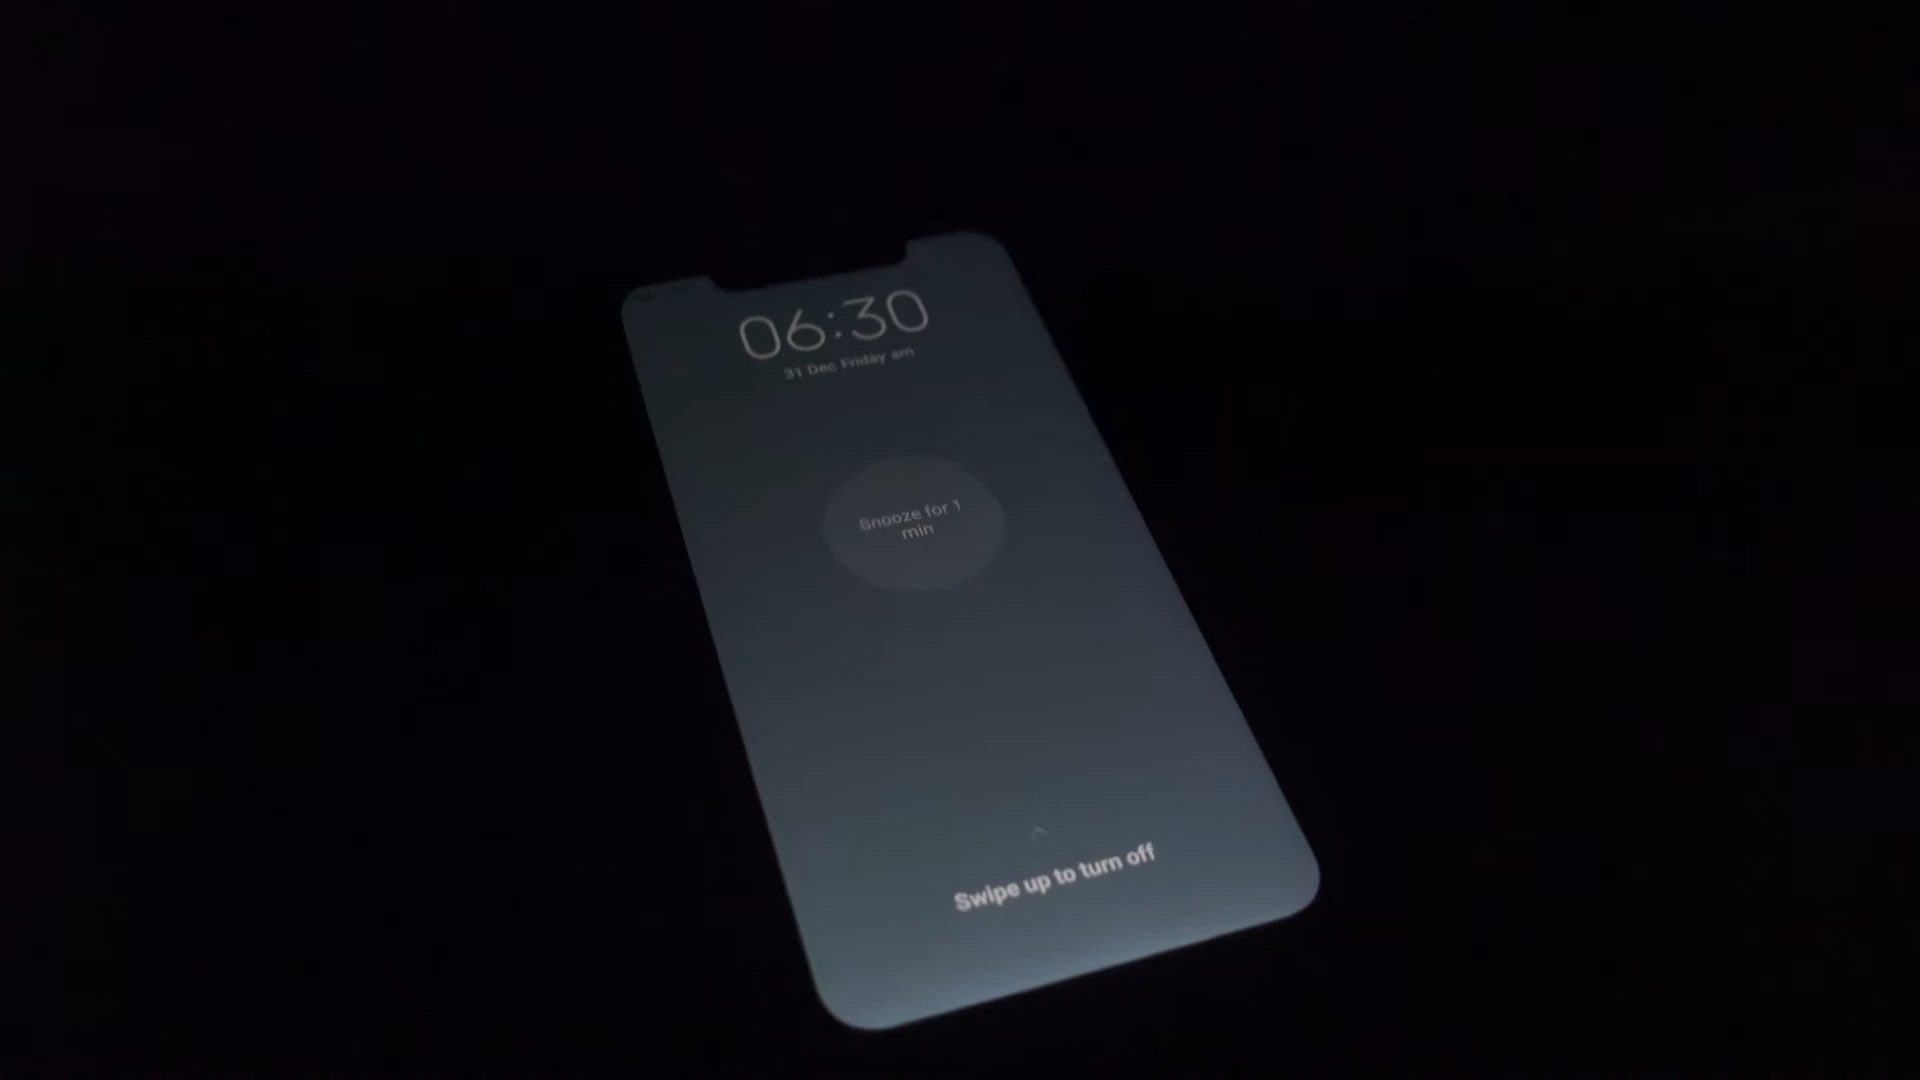 06:30
31 Dec Friday am
Snooze for 1
min
Swipe up to turn off